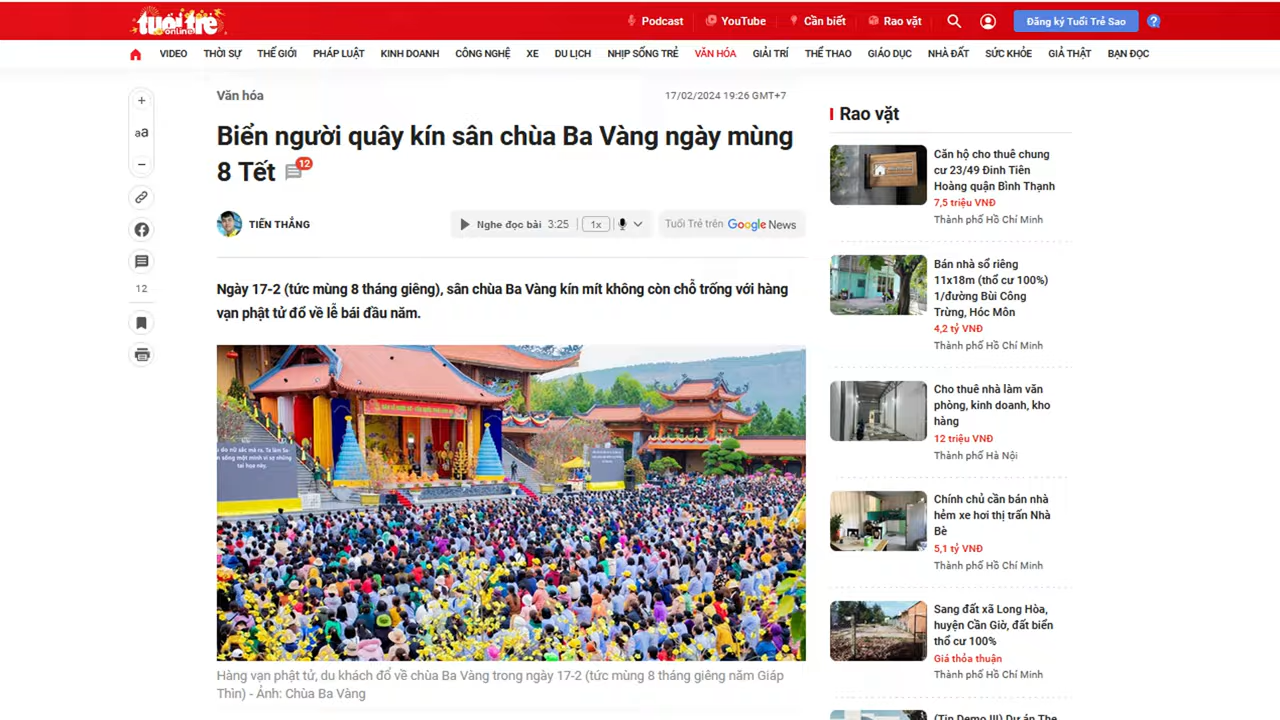 tuổi trẻ
online
Podcast
YouTube
Cần biết
Rao vặt
Đăng ký Tuổi Trẻ Sao
?
VIDEO
THỜI SỰ
THẾ GIỚI
PHÁP LUẬT
KINH DOANH
CÔNG NGHỆ
XE
DU LỊCH
NHỊP SỐNG TRẺ
VĂN HÓA
GIẢI TRÍ
THỂ THAO
GIÁO DỤC
NHÀ ĐẤT
SỨC KHỎE
GIẢ THẬT
BẠN ĐỌC
+
aa
−
12
Văn hóa
17/02/2024 19:26 GMT+7
Biển người quây kín sân chùa Ba Vàng ngày mùng
8 Tết 12
TIẾN THẮNG
Nghe đọc bài 3:25 1x
Tuổi Trẻ trên Google News
Ngày 17-2 (tức mùng 8 tháng giêng), sân chùa Ba Vàng kín mít không còn chỗ trống với hàng
vạn phật tử đổ về lễ bái đầu năm.
Hàng vạn phật tử, du khách đổ về chùa Ba Vàng trong ngày 17-2 (tức mùng 8 tháng giêng năm Giáp
Thìn) - Ảnh: Chùa Ba Vàng
Rao vặt
Căn hộ cho thuê chung
cư 23/49 Đinh Tiên
Hoàng quận Bình Thạnh
7,5 triệu VNĐ
Thành phố Hồ Chí Minh
Bán nhà sổ riêng
11x18m (thổ cư 100%)
1/đường Bùi Công
Trừng, Hóc Môn
4,2 tỷ VNĐ
Thành phố Hồ Chí Minh
Cho thuê nhà làm văn
phòng, kinh doanh, kho
hàng
12 triệu VNĐ
Thành phố Hà Nội
Chính chủ cần bán nhà
hẻm xe hơi thị trấn Nhà
Bè
5,1 tỷ VNĐ
Thành phố Hồ Chí Minh
Sang đất xã Long Hòa,
huyện Cần Giờ, đất biển
thổ cư 100%
Giá thỏa thuận
Thành phố Hồ Chí Minh
(Tin Demo III) Dự án The